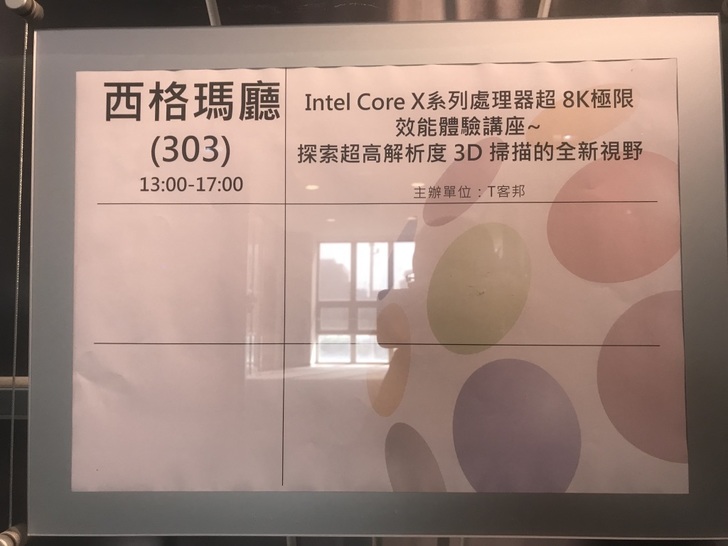 西格瑪廳
(303)
13:00-17:00
Intel Core X系列處理器超 8K極限
效能體驗講座~
探索超高解析度 3D 掃描的全新視野
主辦單位：T客邦